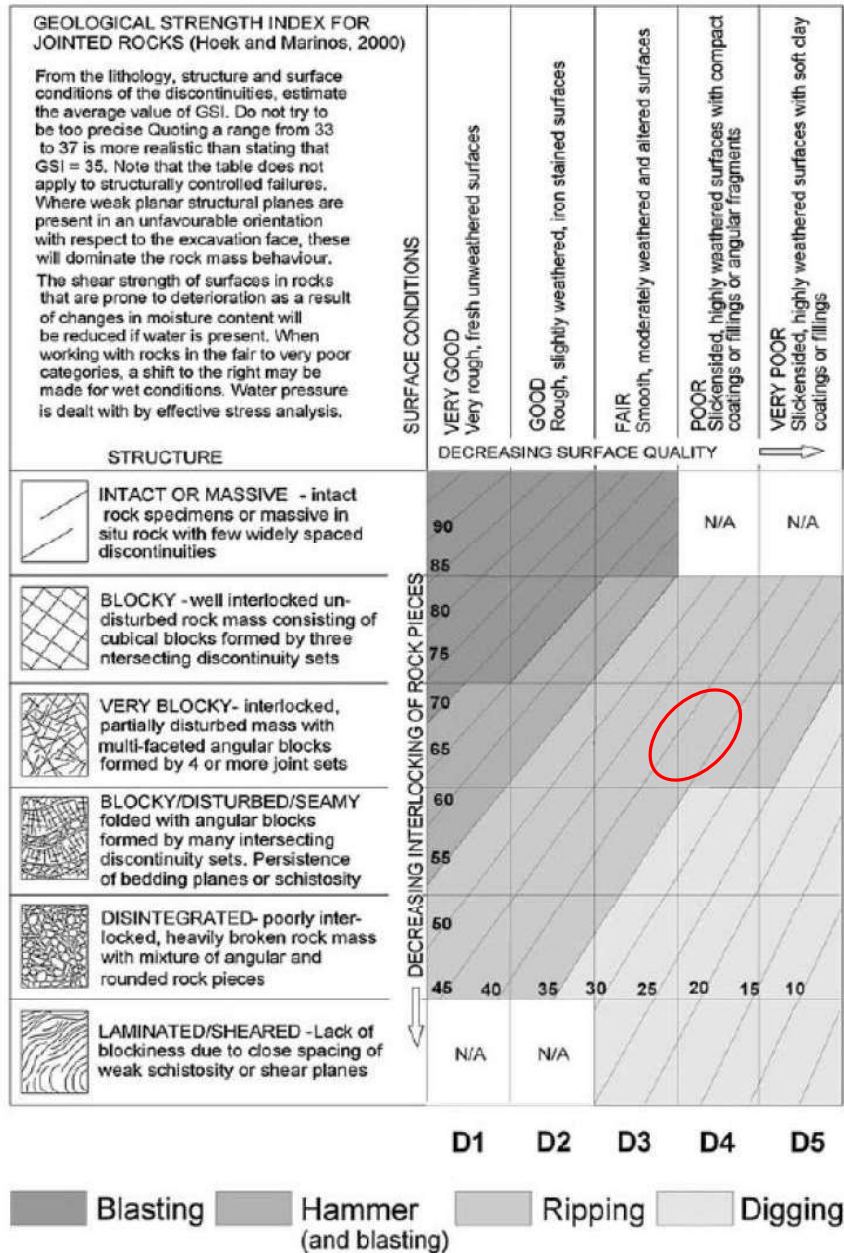 GEOLOGICAL STRENGTH INDEX FOR
JOINTED ROCKS (Hoek and Marinos, 2000)
From the lithology, structure and surface
conditions of the discontinuities, estimate
the average value of GSI. Do not try to
be too precise Quoting a range from 33
to 37 is more realistic than stating that
GSI = 35. Note that the table does not
apply to structurally controlled failures.
Where weak planar structural planes are
present in an unfavourable orientation
with respect to the excavation face, these
will dominate the rock mass behaviour.
The shear strength of surfaces in rocks
that are prone to deterioration as a result
of changes in moisture content will
be reduced if water is present. When
working with rocks in the fair to very poor
categories, a shift to the right may be
made for wet conditions. Water pressure
is dealt with by effective stress analysis.
STRUCTURE
SURFACE CONDITIONS
VERY GOOD
Very rough, fresh unweathered surfaces
GOOD
Rough, slightly weathered, iron stained surfaces
FAIR
Smooth, moderately weathered and altered surfaces
POOR
Slickensided, highly weathered surfaces with compact
coatings or fillings or angular fragments
VERY POOR
Slickensided, highly weathered surfaces with soft clay
coatings or fillings
DECREASING SURFACE QUALITY
DECREASING INTERLOCKING OF ROCK PIECES
INTACT OR MASSIVE - intact
rock specimens or massive in
situ rock with few widely spaced
discontinuities
90
N/A
N/A
85
BLOCKY - well interlocked un-
disturbed rock mass consisting of
cubical blocks formed by three
ntersecting discontinuity sets
80
75
VERY BLOCKY- interlocked,
partially disturbed mass with
multi-faceted angular blocks
formed by 4 or more joint sets
70
65
BLOCKY/DISTURBED/SEAMY
folded with angular blocks
formed by many intersecting
discontinuity sets. Persistence
of bedding planes or schistosity
60
55
DISINTEGRATED- poorly inter-
locked, heavily broken rock mass
with mixture of angular and
rounded rock pieces
50
45 40 35 30 25 20 15 10
LAMINATED/SHEARED - Lack of
blockiness due to close spacing of
weak schistosity or shear planes
N/A
N/A
D1 D2 D3 D4 D5
Blasting
Hammer
(and blasting)
Ripping
Digging